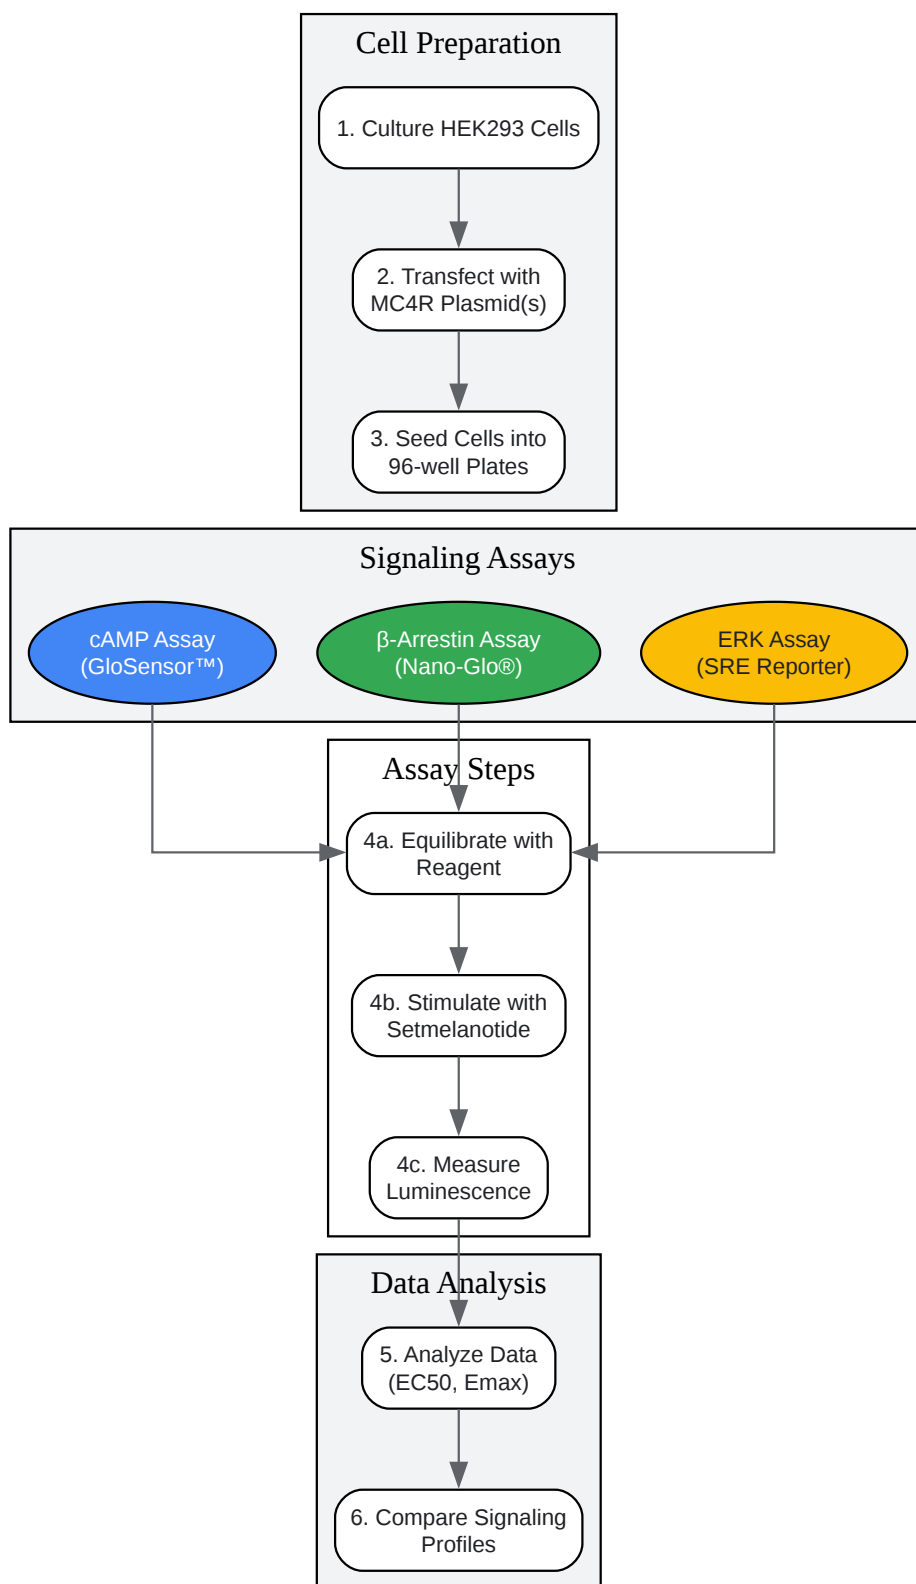 Cell Preparation
1. Culture HEK293 Cells
2. Transfect with
MC4R Plasmid(s)
3. Seed Cells into
96-well Plates
Signaling Assays
cAMP Assay
(GloSensor™)
β-Arrestin Assay
(Nano-Glo®)
ERK Assay
(SRE Reporter)
Assay Steps
4a. Equilibrate with
Reagent
4b. Stimulate with
Setmelanotide
4c. Measure
Luminescence
Data Analysis
5. Analyze Data
(EC50, Emax)
6. Compare Signaling
Profiles